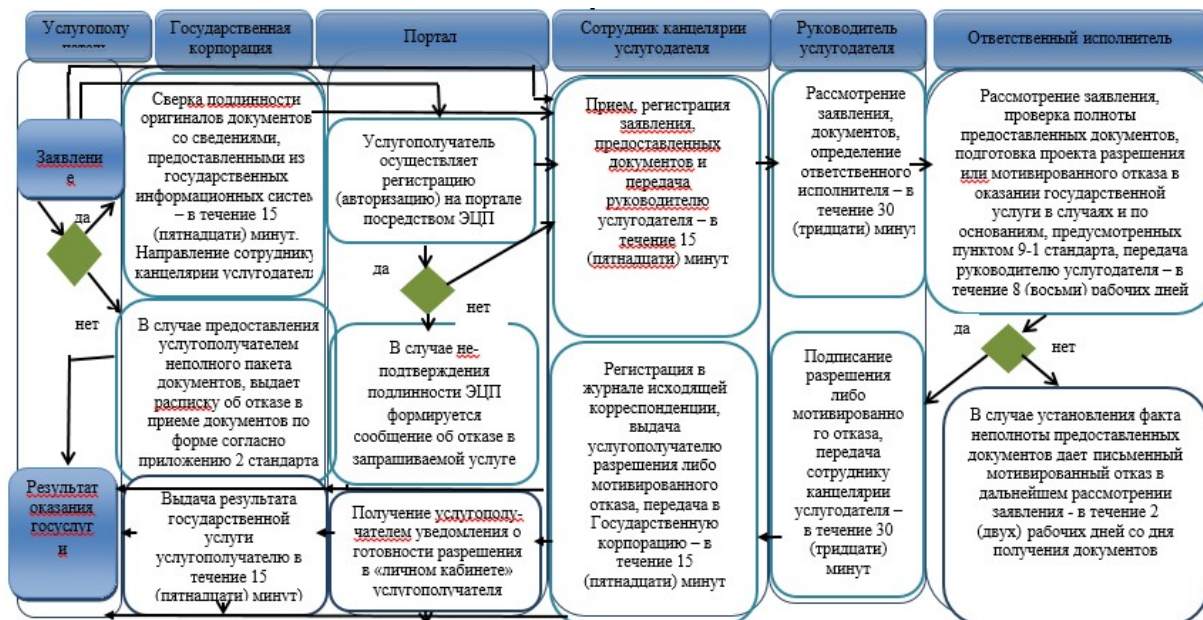 Услугополу
Государственная
корпорация
Портал
Сотрудник канцелярии
услугодателя
Руководитель
услугодателя
Ответственный исполнитель
Заявлени
е
да
нет
Результат
оказания
госуслуг
и
Сверка подлинности
оригиналов документов
со сведениями,
предоставленными из
государственных
информационных систем
– в течение 15
(пятнадцати) минут.
Направление сотруднику
канцелярии услугодателя
В случае предоставления
услугополучателем
неполного пакета
документов, выдает
расписку об отказе в
приеме документов по
форме согласно
приложению 2 стандарта
Выдача результата
государственной
услуги
услугополучателю в
течение 15
(пятнадцати) минут)
Услугополучатель
осуществляет
регистрацию
(авторизацию) на портале
посредством ЭЦП
да
нет
В случае не-
подтверждения
подлинности ЭЦП
формируется
сообщение об отказе в
запрашиваемой услуге
Получение услугополу-
чателем уведомления о
готовности разрешения
в «личном кабинете»
услугополучателя
Прием, регистрация
заявления,
предоставленных
документов и
передача
руководителю
услугодателя – в
течение 15
(пятнадцати) минут
Регистрация в
журнале исходящей
корреспонденции,
выдача
услугополучателю
разрешения либо
мотивированного
отказа, передача в
Государственную
корпорацию – в
течение 15
(пятнадцати) минут
Рассмотрение
заявления,
документов,
определение
ответственного
исполнителя – в
течение 30
(тридцати) минут
Подписание
разрешения
либо
мотивированно
го отказа,
передача
сотруднику
канцелярии
услугодателя –
в течение 30
(тридцати)
минут
Рассмотрение заявления,
проверка полноты
предоставленных документов,
подготовка проекта разрешения
или мотивированного отказа в
оказании государственной
услуги в случаях и по
основаниям, предусмотренных
пунктом 9-1 стандарта, передача
руководителю услугодателя – в
течение 8 (восьми) рабочих дней
да
нет
В случае установления факта
неполноты предоставленных
документов дает письменный
мотивированный отказ в
дальнейшем рассмотрении
заявления - в течение 2
(двух) рабочих дней со дня
получения документов